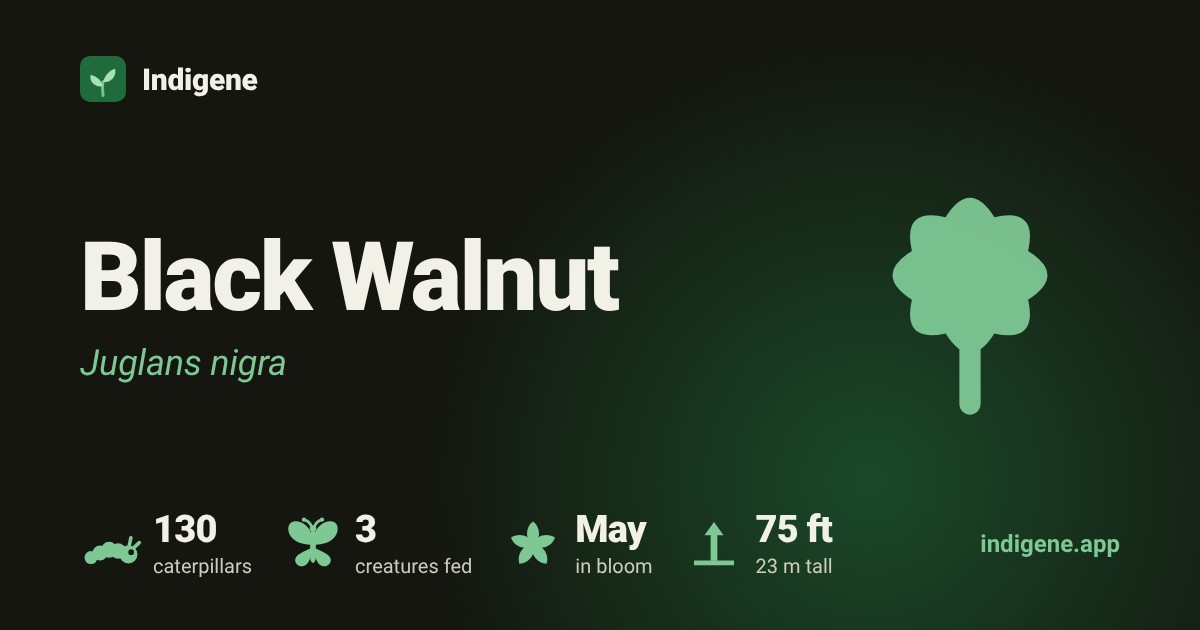 Indigene
Black Walnut
Juglans nigra
130
caterpillars
3
creatures fed
May
in bloom
75 ft
23 m tall
indigene.app